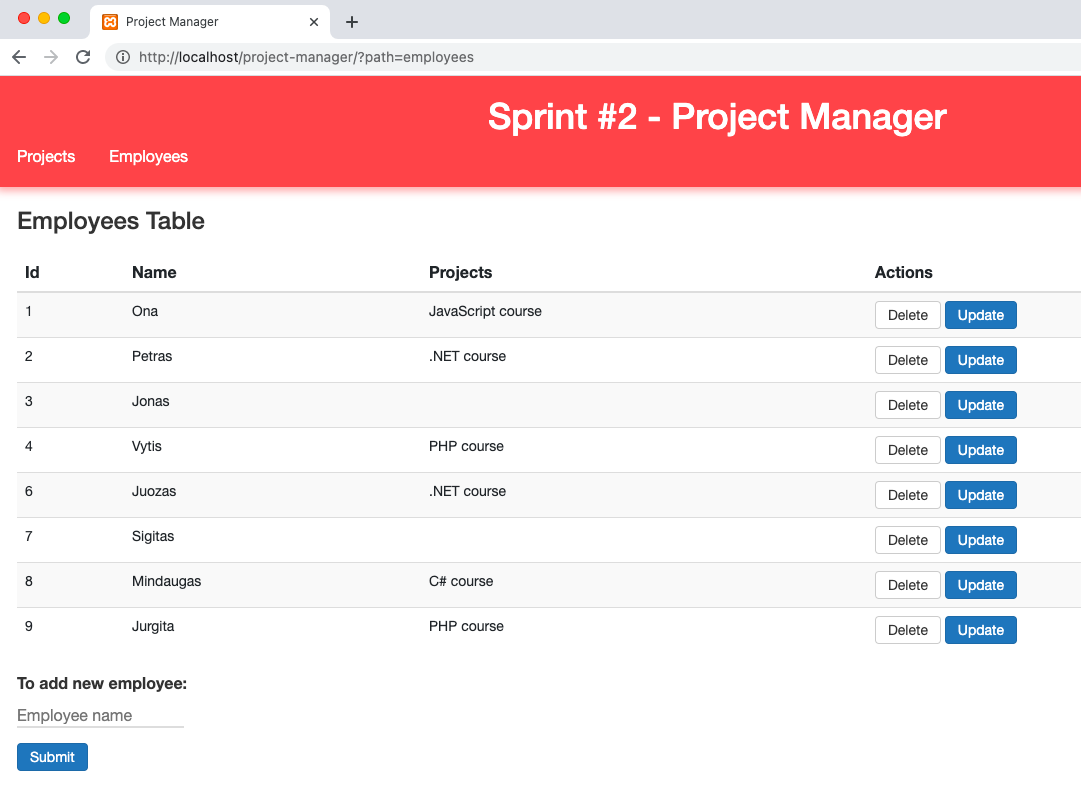 Project Manager
http://localhost/project-manager/?path=employees
Sprint #2 - Project Manager
Projects Employees
Employees Table
Id Name Projects Actions
1 Ona JavaScript course Delete Update
2 Petras .NET course Delete Update
3 Jonas Delete Update
4 Vytis PHP course Delete Update
6 Juozas .NET course Delete Update
7 Sigitas Delete Update
8 Mindaugas C# course Delete Update
9 Jurgita PHP course Delete Update
To add new employee:
Employee name
Submit